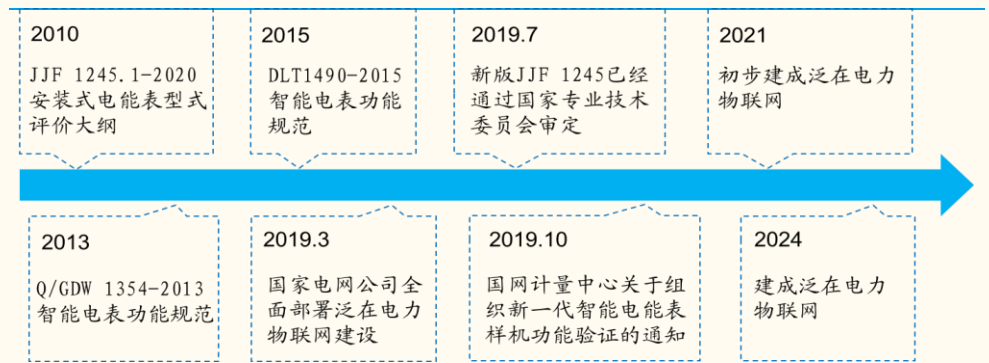 2010
JJF 1245.1-2020
安装式电能表型式
评价大纲
2015
DLT1490-2015
智能电表功能
规范
2019.7
新版JJF 1245已经
通过国家专业技术
委员会审定
2021
初步建成泛在电力
物联网
2013
Q/GDW 1354-2013
智能电表功能规范
2019.3
国家电网公司全
面部署泛在电力
物联网建设
2019.10
国网计量中心关于组
织新一代智能电能表
样机功能验证的通知
2024
建成泛在电力
物联网